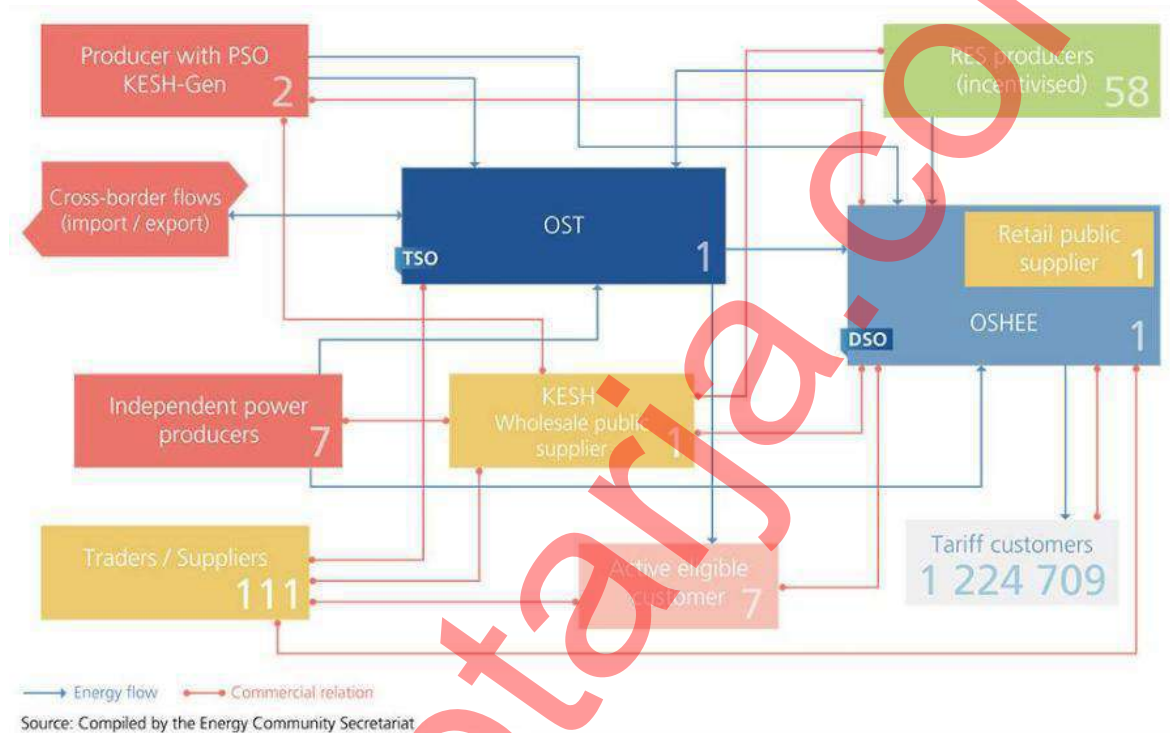 Producer with PSO
KESH-Gen
2
RES producers
(incentivised)
58
Cross-border flows
(import / export)
OST
TSO
1
Retail public
supplier
1
OSHEE
DSO
1
Independent power
producers
7
KESH
Wholesale public
supplier
1
Traders / Suppliers
111
Active eligible
customer
7
Tariff customers
1 224 709
Energy flow
Commercial relation
Source: Compiled by the Energy Community Secretariat